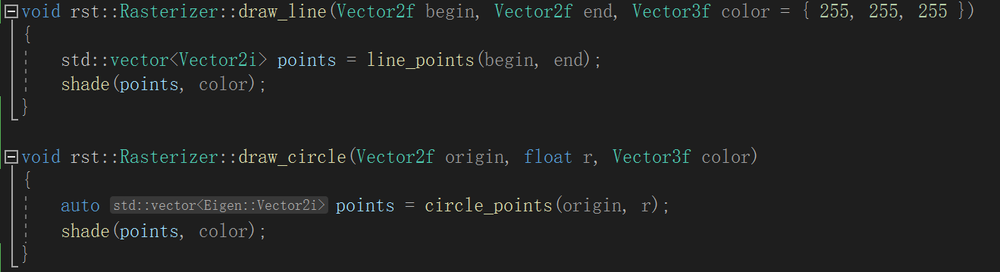 void rst::Rasterizer::draw_line(Vector2f begin, Vector2f end, Vector3f color = { 255, 255, 255 })
{
    std::vector<Vector2i> points = line_points(begin, end);
    shade(points, color);
}

void rst::Rasterizer::draw_circle(Vector2f origin, float r, Vector3f color)
{
    auto std::vector<Eigen::Vector2i> points = circle_points(origin, r);
    shade(points, color);
}